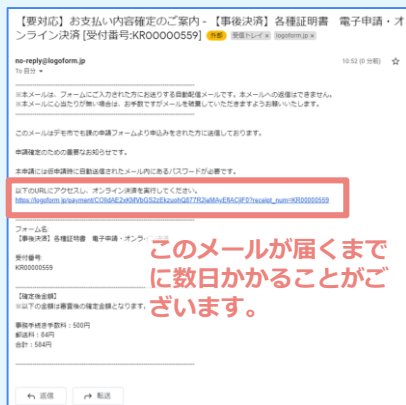 【要対応】お支払い内容確定のご案内 -【事後決済】各種証明書　電子申請・オ
ンライン決済 [受付番号:KR00000559] 外部 受信トレイ × logoform.jp ×
no-reply@logoform.jp
10:52 (0 分前)
To 自分
※本メールは、フォームにご入力された方にお送りする自動配信メールです。本メールへの返信はできません。
※本メールに心当たりが無い場合は、お手数ですがメールを破棄していただきますようお願いいたします。
このメールはデモ市でも課の申請フォームより申込みをされた方に送信しております。
申請確定のための重要なお知らせです。
本申請には仮申請時に自動送信されたメール内にあるパスワードが必要です。
以下のURLにアクセスし、オンライン決済を実行してください。
フォーム名:
【事後決済】各種証明書　電子申請・オンライン
受付番号:
KR00000559
このメールが届くまで
に数日かかることがご
ざいます。
【確定後金額】
※以下の金額は審査後の確定金額となります。
事務手続き手数料：500円
郵送料：84円
合計：584円
返信
転送